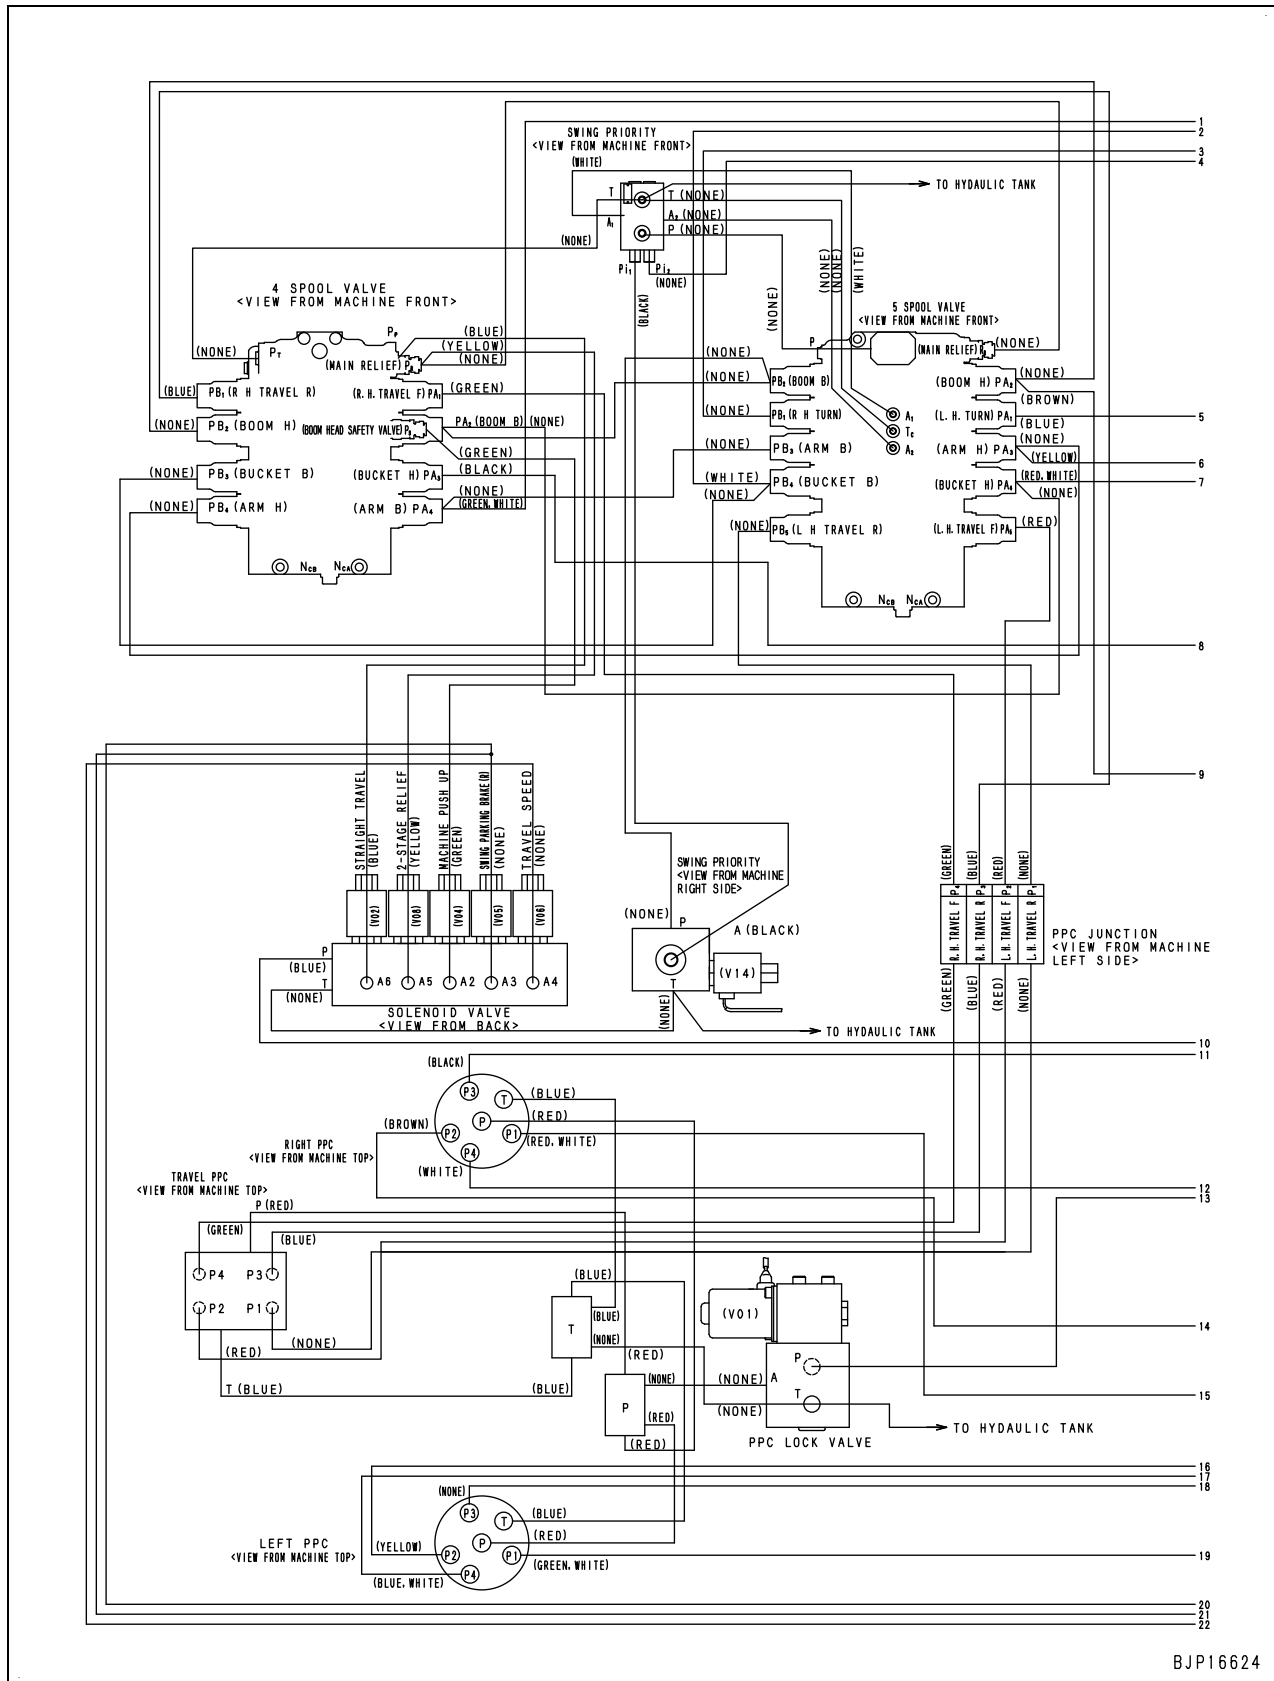 1
2
3
4
SWING PRIORITY
<VIEW FROM MACHINE FRONT>
(WHITE)
TO HYDAULIC TANK
T
T (NONE)
A₁
A₂ (NONE)
P (NONE)
(NONE)
Pi₁
Pi₂
(NONE)
(BLACK)
(NONE)
(NONE)
(NONE)
(WHITE)
4 SPOOL VALVE
<VIEW FROM MACHINE FRONT>
5 SPOOL VALVE
<VIEW FROM MACHINE FRONT>
P_P
(BLUE)
(YELLOW)
(NONE)
(NONE)
P_T
(MAIN RELIEF)
(BLUE)
PB₁ (R H TRAVEL R)
(R. H. TRAVEL F) PA₁
(GREEN)
(NONE)
PB₂ (BOOM H)
(BOOM HEAD SAFETY VALVE)
PA₂ (BOOM B) (NONE)
(GREEN)
(NONE)
PB₃ (BUCKET B)
(BUCKET H) PA₃
(BLACK)
(NONE)
PB₄ (ARM H)
(ARM B) PA₄
(NONE)
(GREEN. WHITE)
N_CB N_CA
P
(MAIN RELIEF)
(NONE)
(NONE)
(NONE)
PB₂ (BOOM B)
(BOOM H) PA₂
(NONE)
(BROWN)
(NONE)
PB₁ (R H TURN)
A₁
T_C
A₂
(L. H. TURN) PA₁
(BLUE)
5
(NONE)
PB₃ (ARM B)
(ARM H) PA₃
(NONE)
(YELLOW)
6
(WHITE)
(NONE)
PB₄ (BUCKET B)
(BUCKET H) PA₄
(RED. WHITE)
(NONE)
7
(NONE)
PB₅ (L H TRAVEL R)
(L. H. TRAVEL F) PA₅
(RED)
N_CB N_CA
8
9
STRAIGHT TRAVEL
(BLUE)
2-STAGE RELIEF
(YELLOW)
MACHINE PUSH UP
(GREEN)
SWING PARKING BRAKE(R)
(NONE)
TRAVEL SPEED
(NONE)
(V02)
(V08)
(V04)
(V05)
(V06)
P
(BLUE)
T
(NONE)
A6
A5
A2
A3
A4
SOLENOID VALVE
<VIEW FROM BACK>
SWING PRIORITY
<VIEW FROM MACHINE
RIGHT SIDE>
(NONE)
P
A (BLACK)
(V14)
T
(NONE)
TO HYDAULIC TANK
(GREEN)
(BLUE)
(RED)
(NONE)
R. H. TRAVEL F P₄
R. H. TRAVEL R P₃
L. H. TRAVEL F P₂
L. H. TRAVEL R P₁
PPC JUNCTION
<VIEW FROM MACHINE
LEFT SIDE>
(GREEN)
(BLUE)
(RED)
(NONE)
10
11
(BLACK)
P3
T
(BLUE)
P
(RED)
(BROWN)
P2
P1
(RED. WHITE)
P4
(WHITE)
RIGHT PPC
<VIEW FROM MACHINE TOP>
12
13
TRAVEL PPC
<VIEW FROM MACHINE TOP>
P (RED)
(GREEN)
(BLUE)
P4
P3
P2
P1
(NONE)
(RED)
T (BLUE)
(BLUE)
(BLUE)
T
(NONE)
(RED)
(BLUE)
P
(NONE)
(RED)
(RED)
(V01)
P
(NONE)
A
T
(NONE)
PPC LOCK VALVE
TO HYDAULIC TANK
14
15
16
17
18
(NONE)
P3
T
(BLUE)
P
(RED)
LEFT PPC
<VIEW FROM MACHINE TOP>
(YELLOW)
P2
P1
(GREEN. WHITE)
P4
(BLUE. WHITE)
19
20
21
22
BJP16624